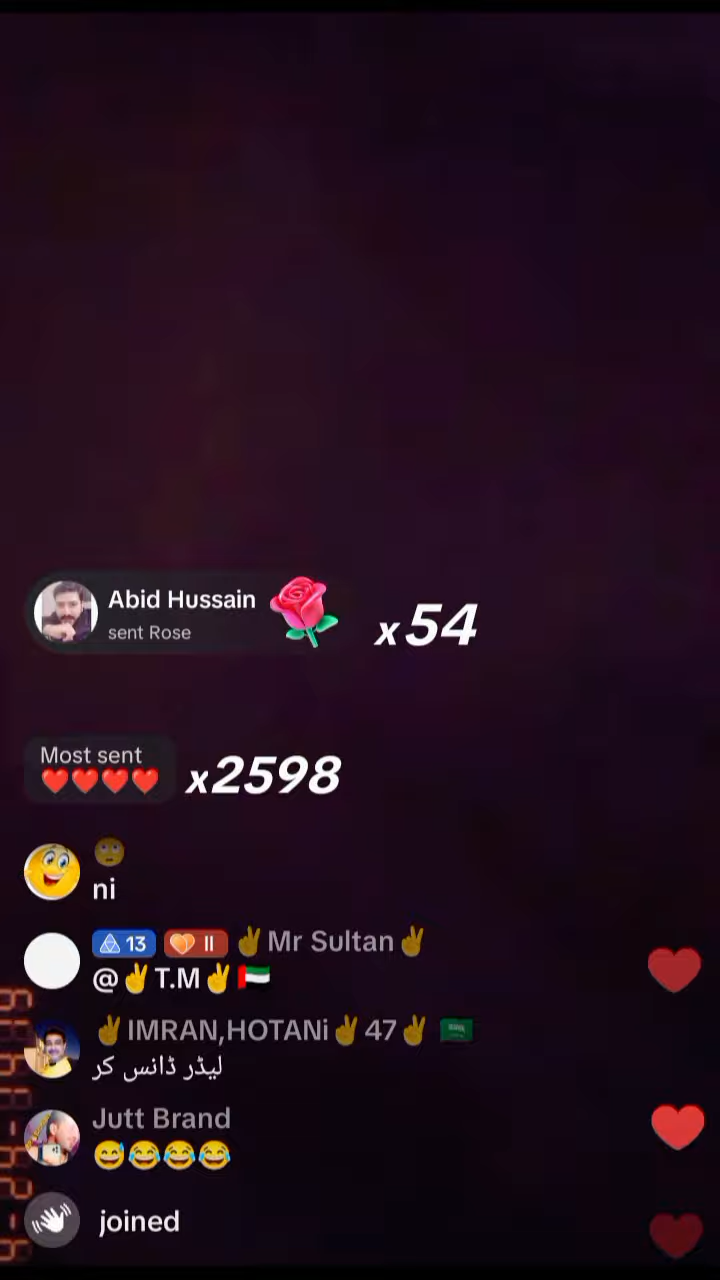 Abid Hussain
sent Rose
x54
Most sent
❤️❤️❤️❤️
x2598
🙄
ni
13 II ✌️Mr Sultan✌️
@✌️T.M✌️🇦🇪
✌️IMRAN,HOTANi✌️47✌️ 🇸🇦
لیڈر ڈانس کر
Jutt Brand
😅😂😂😂
joined